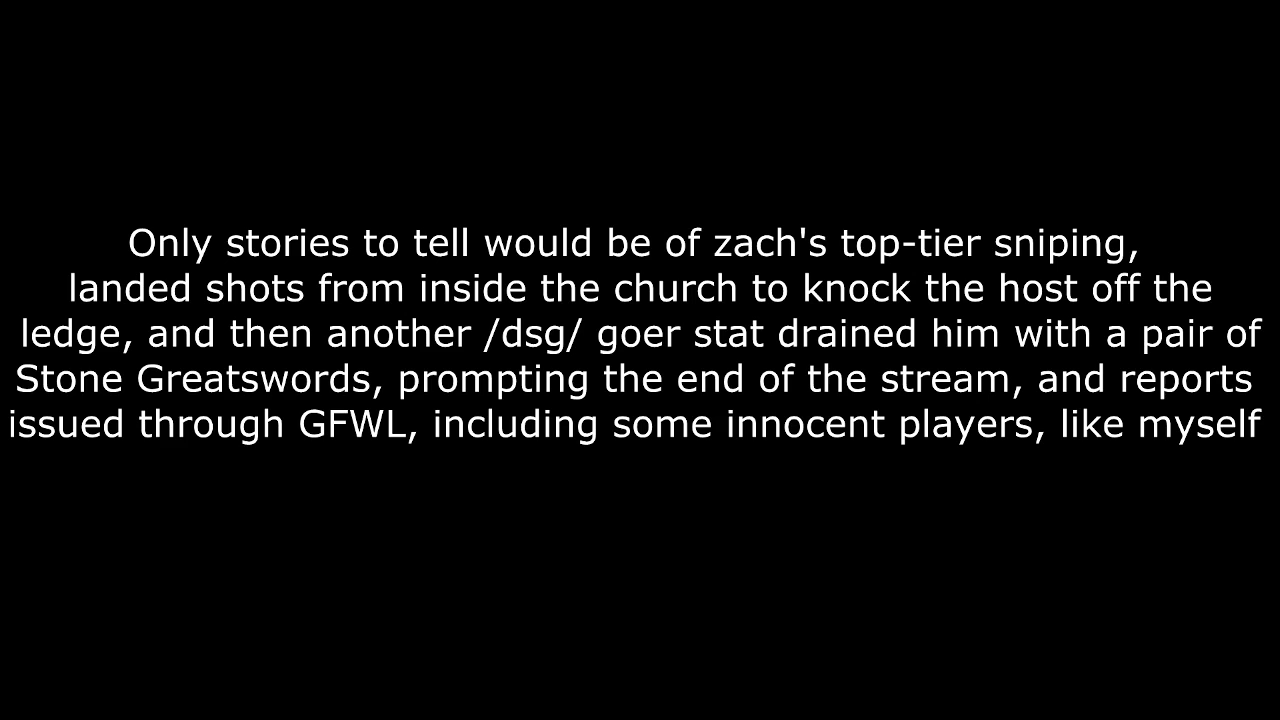 Only stories to tell would be of zach's top-tier sniping,
landed shots from inside the church to knock the host off the
ledge, and then another /dsg/ goer stat drained him with a pair of
Stone Greatswords, prompting the end of the stream, and reports
issued through GFWL, including some innocent players, like myself